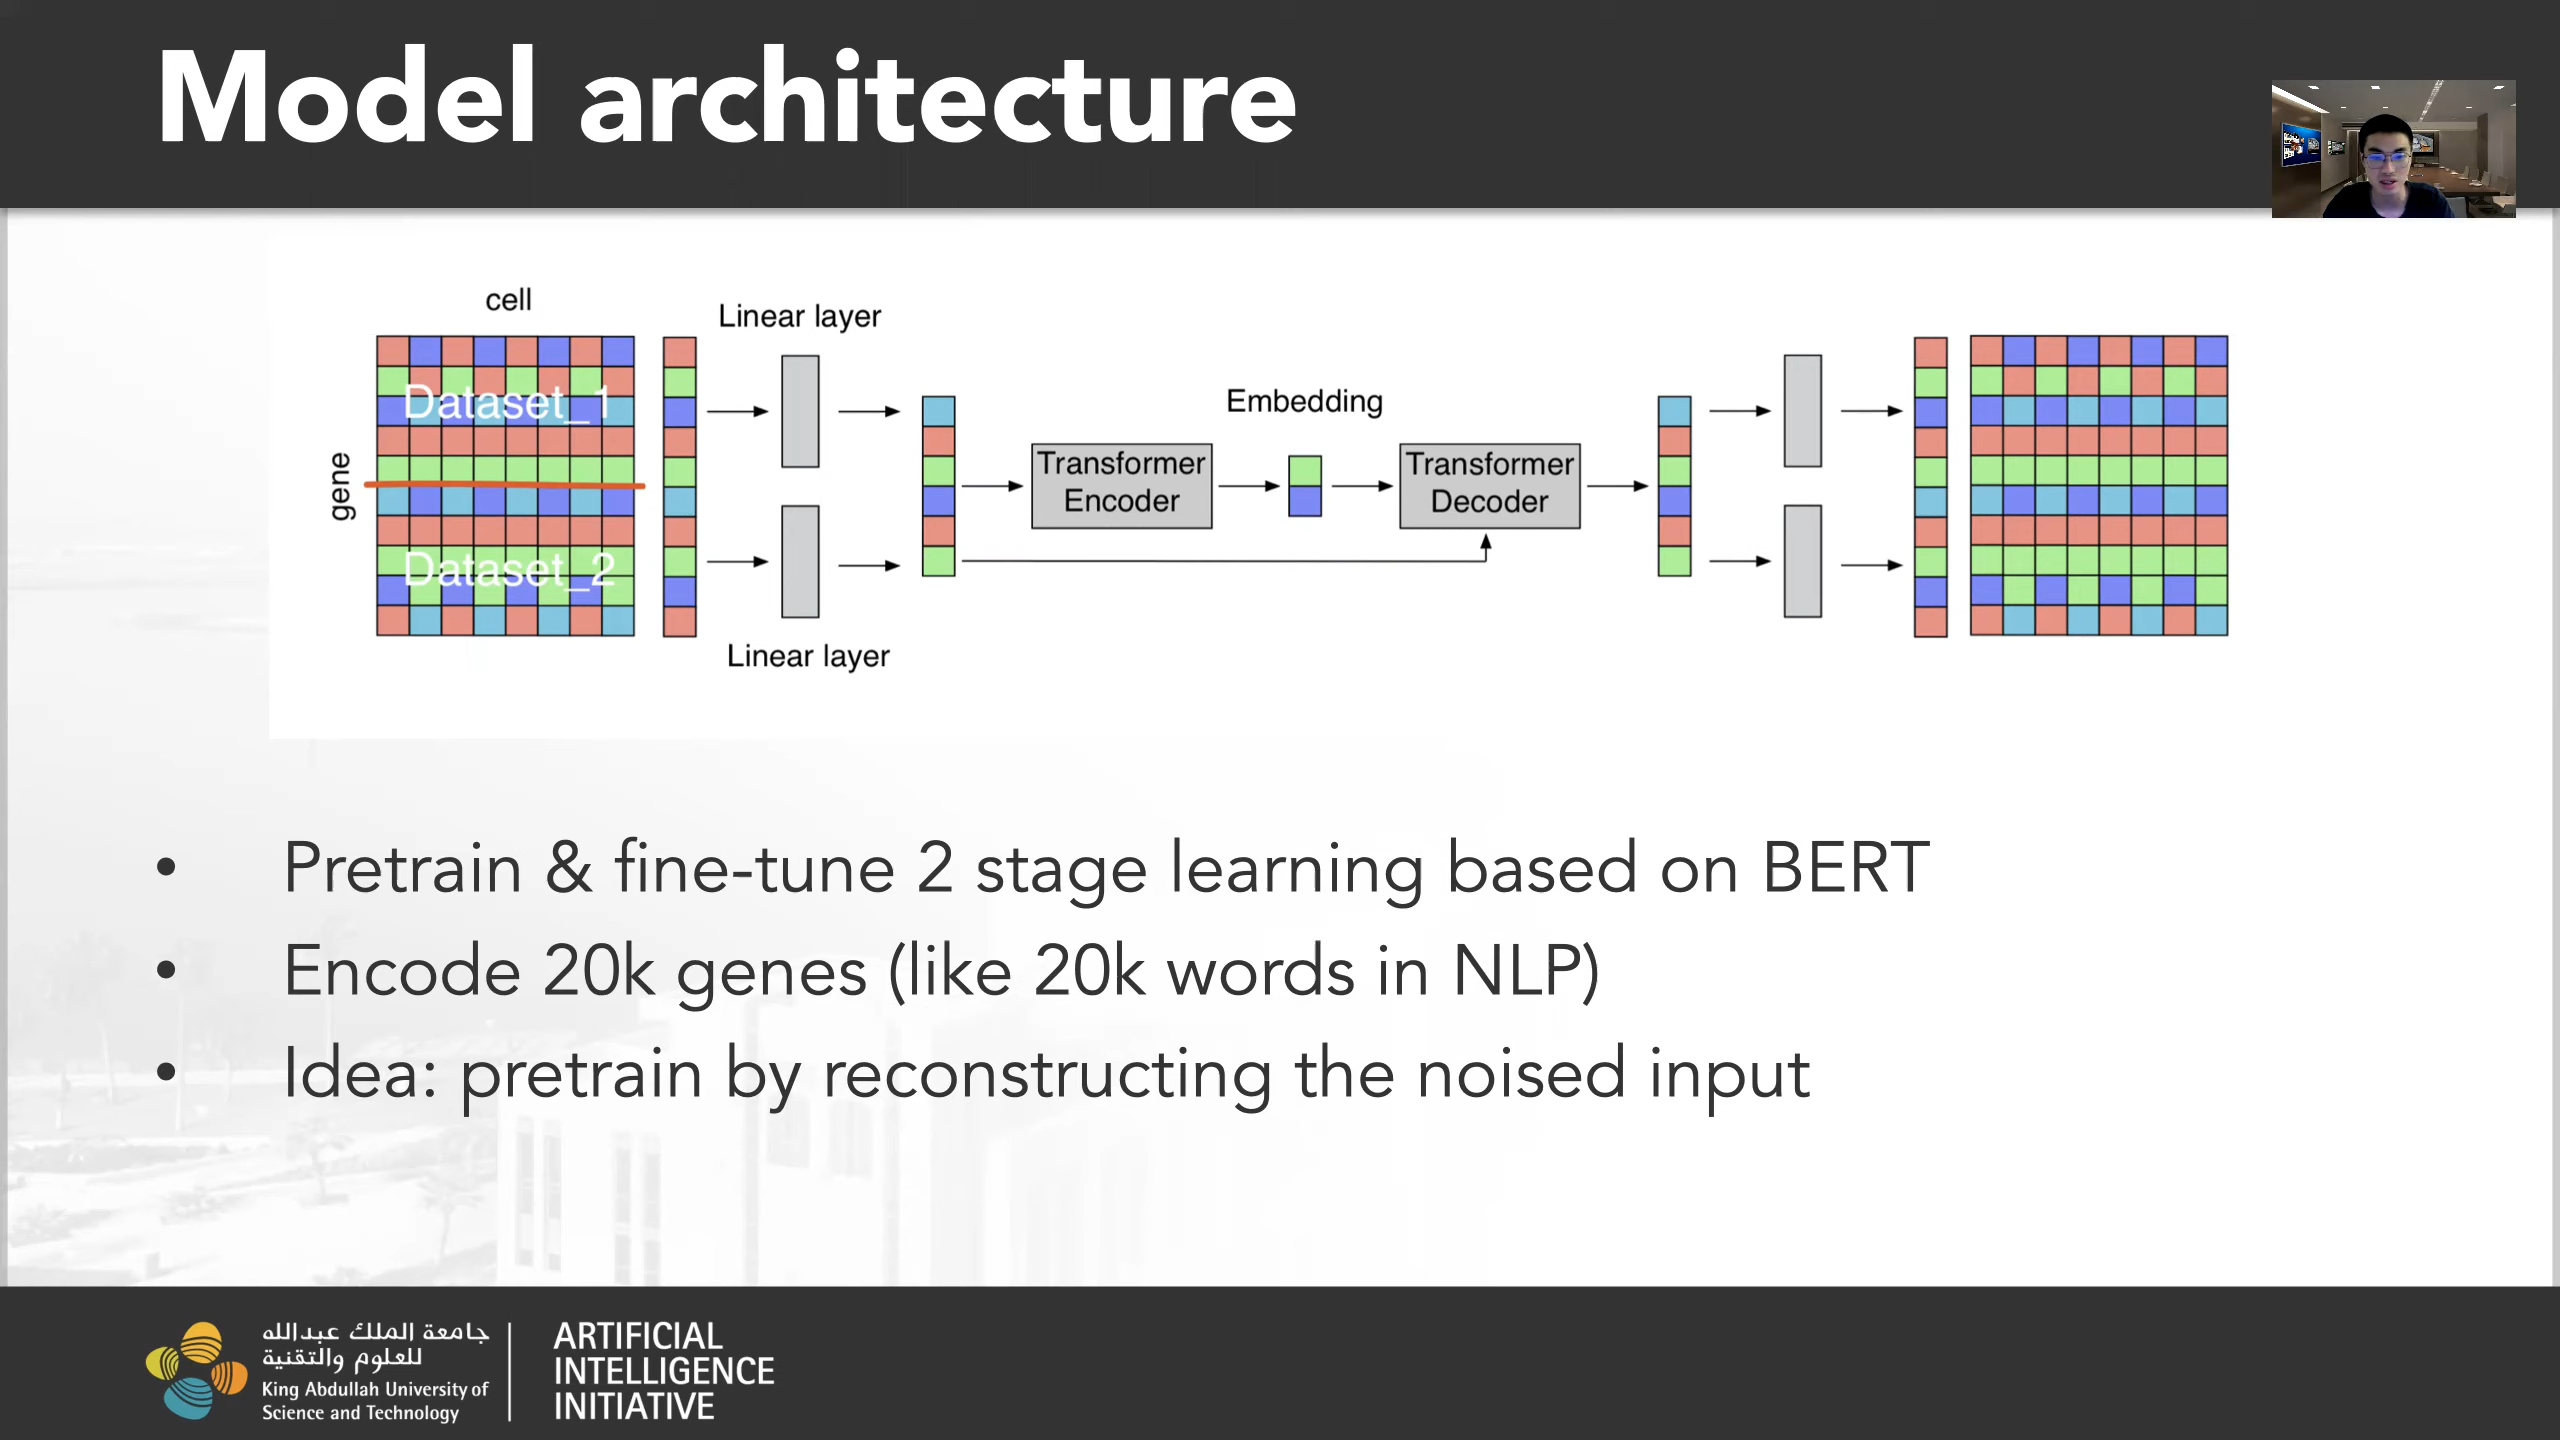 Model architecture
cell
Linear layer
Dataset_1
gene
Dataset_2
Linear layer
Transformer
Encoder
Embedding
Transformer
Decoder
• Pretrain & fine-tune 2 stage learning based on BERT
• Encode 20k genes (like 20k words in NLP)
• Idea: pretrain by reconstructing the noised input
جامعة الملك عبدالله
للعلوم والتقنية
King Abdullah University of
Science and Technology
ARTIFICIAL
INTELLIGENCE
INITIATIVE